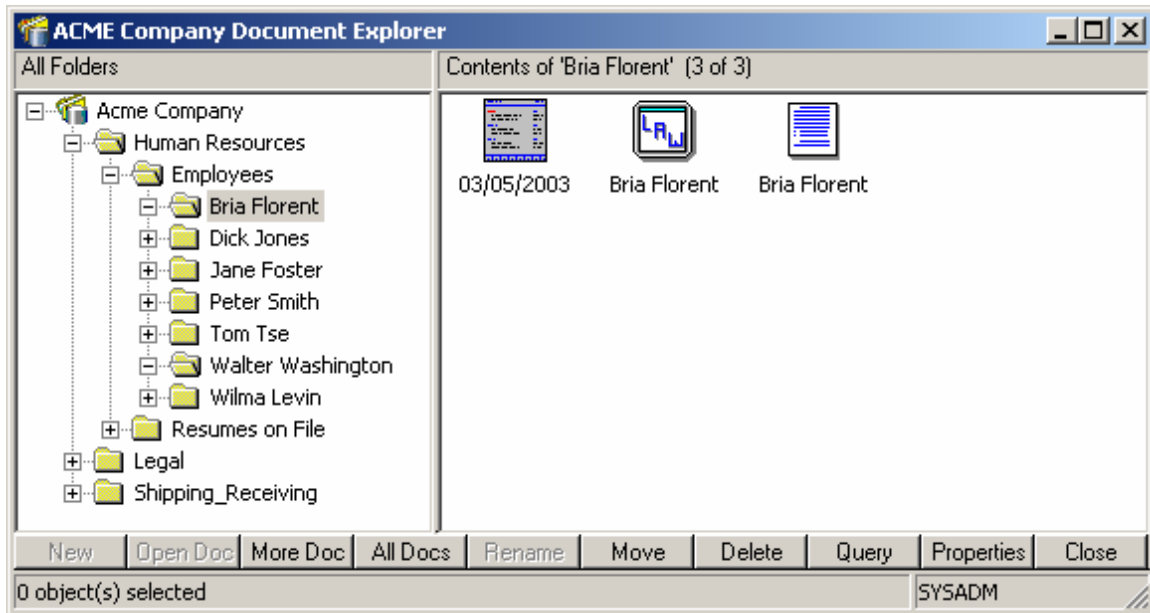 ACME Company Document Explorer
All Folders
Contents of 'Bria Florent' (3 of 3)
Acme Company
Human Resources
Employees
Bria Florent
Dick Jones
Jane Foster
Peter Smith
Tom Tse
Walter Washington
Wilma Levin
Resumes on File
Legal
Shipping_Receiving
LAW
03/05/2003 Bria Florent Bria Florent
New Open Doc More Doc All Docs Rename Move Delete Query Properties Close
0 object(s) selected SYSADM